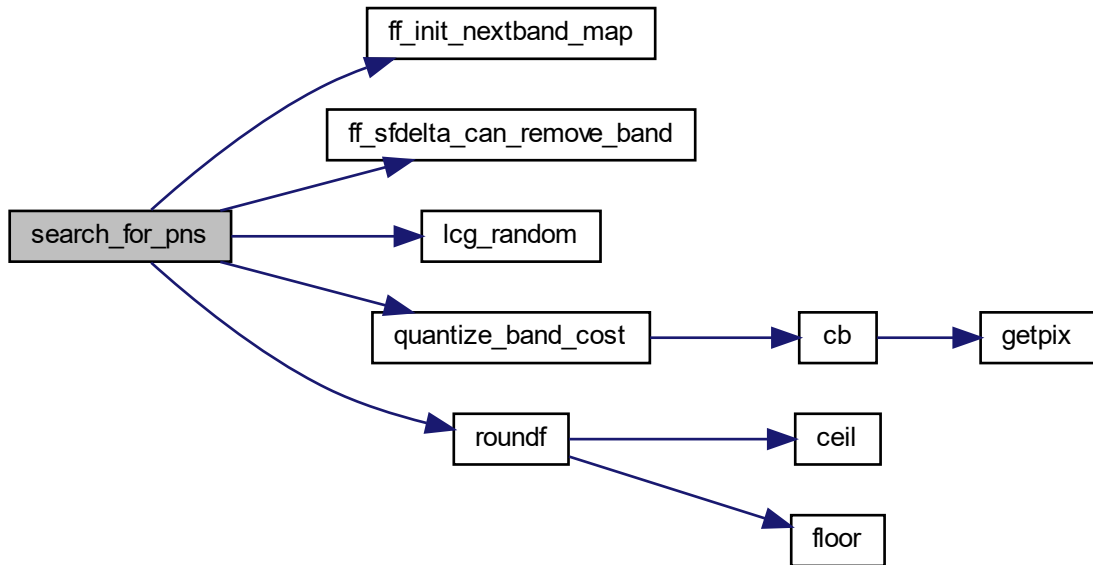 ff_init_nextband_map
ff_sfdelta_can_remove_band
search_for_pns
lcg_random
quantize_band_cost
cb
getpix
roundf
ceil
floor